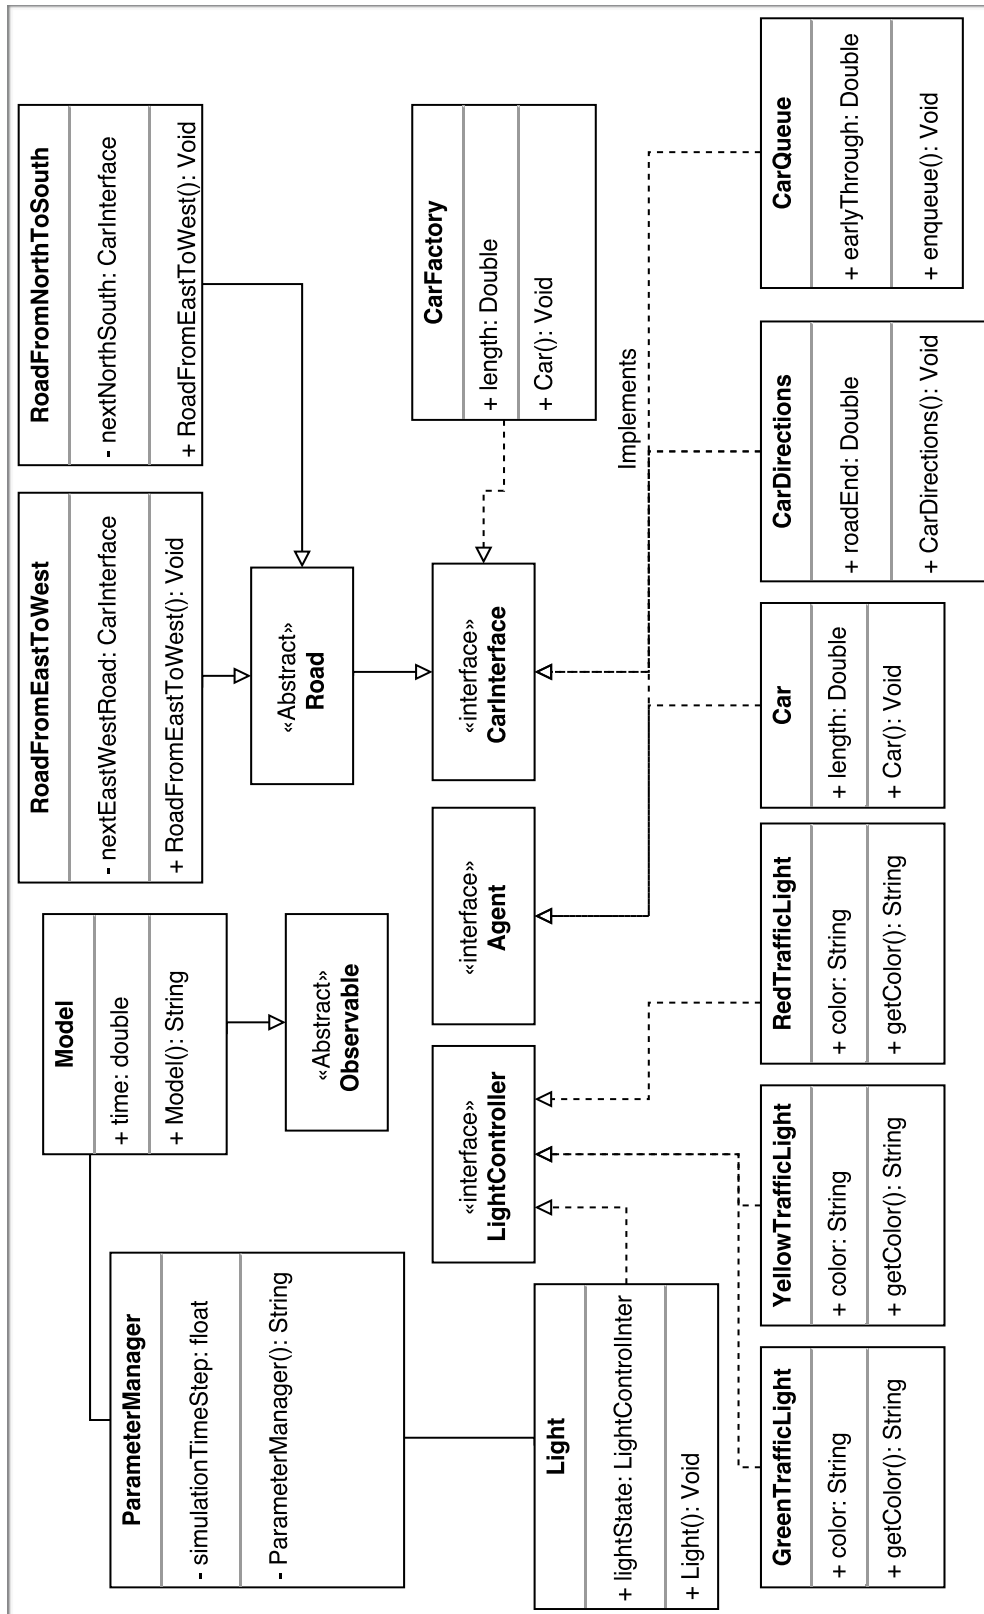 ParameterManager
- simulationTimeStep: float
- ParameterManager(): String
Model
+ time: double
+ Model(): String
RoadFromEastToWest
- nextEastWestRoad: CarInterface
+ RoadFromEastToWest(): Void
RoadFromNorthToSouth
- nextNorthSouth: CarInterface
+ RoadFromEastToWest(): Void
«Abstract»
Observable
«Abstract»
Road
CarFactory
+ length: Double
+ Car(): Void
«interface»
LightController
«interface»
Agent
«interface»
CarInterface
Light
+ lightState: LightControlInter
+ Light(): Void
Implements
GreenTrafficLight
+ color: String
+ getColor(): String
YellowTrafficLight
+ color: String
+ getColor(): String
RedTrafficLight
+ color: String
+ getColor(): String
Car
+ length: Double
+ Car(): Void
CarDirections
+ roadEnd: Double
+ CarDirections(): Void
CarQueue
+ earlyThrough: Double
+ enqueue(): Void